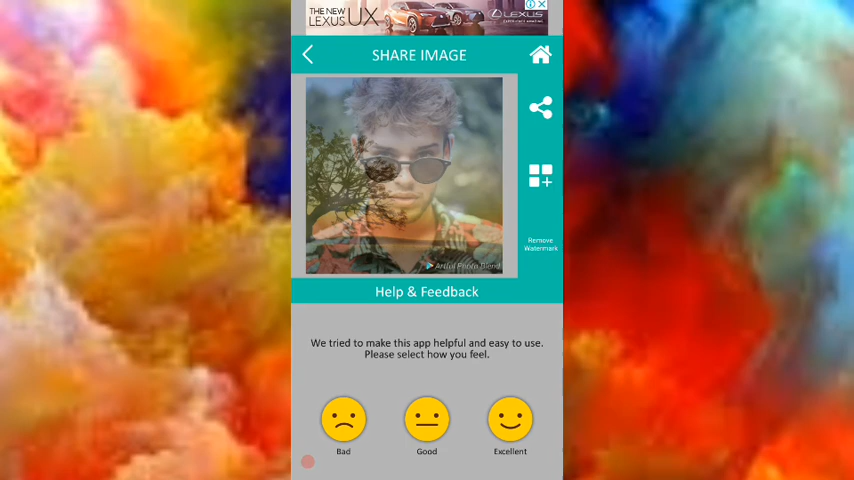 THE NEW
LEXUS UX
LEXUS
SHARE IMAGE
Remove
Watermark
Artful Photo Blend
Help & Feedback
We tried to make this app helpful and easy to use.
Please select how you feel.
Bad
Good
Excellent